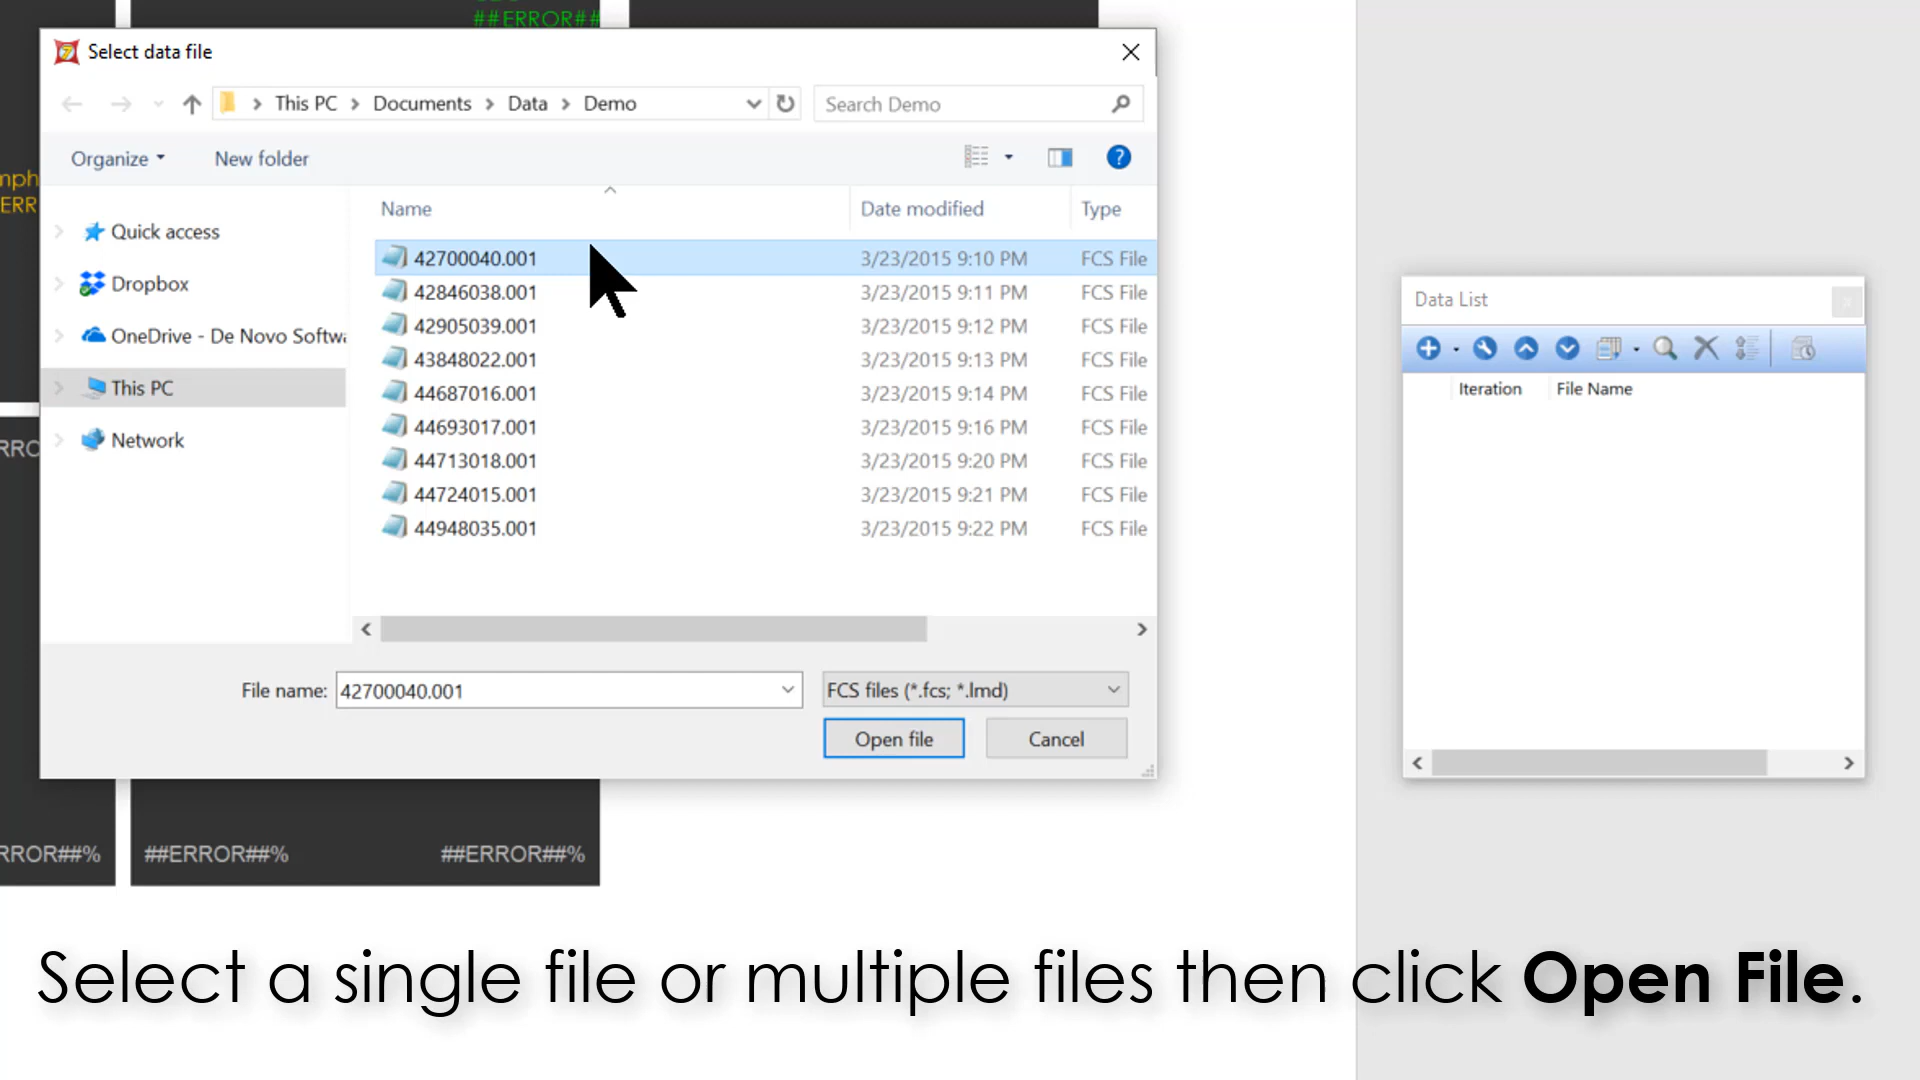 ##ERROR##
Select data file
This PC > Documents > Data > Demo
Search Demo
Organize
New folder
Name
Date modified
Type
Quick access
Dropbox
OneDrive - De Novo Softwa
This PC
Network
42700040.001 3/23/2015 9:10 PM FCS File
42846038.001 3/23/2015 9:11 PM FCS File
42905039.001 3/23/2015 9:12 PM FCS File
43848022.001 3/23/2015 9:13 PM FCS File
44687016.001 3/23/2015 9:14 PM FCS File
44693017.001 3/23/2015 9:16 PM FCS File
44713018.001 3/23/2015 9:20 PM FCS File
44724015.001 3/23/2015 9:21 PM FCS File
44948035.001 3/23/2015 9:22 PM FCS File
File name: 42700040.001
FCS files (*.fcs; *.lmd)
Open file
Cancel
mph
ERR
RRO
RROR##%
##ERROR##%
##ERROR##%
Data List
Iteration
File Name
Select a single file or multiple files then click Open File.